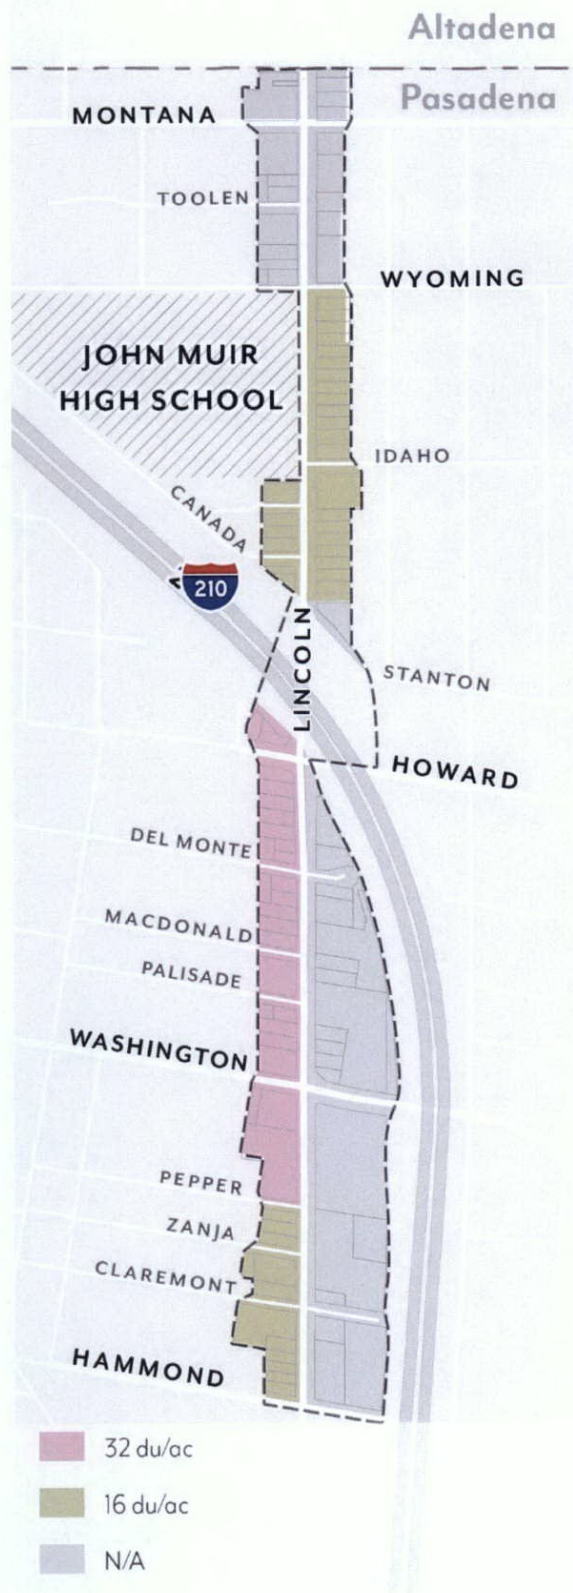 Altadena
Pasadena
MONTANA
TOOLEN
WYOMING
JOHN MUIR
HIGH SCHOOL
IDAHO
CANADA
210
LINCOLN
STANTON
HOWARD
DEL MONTE
MACDONALD
PALISADE
WASHINGTON
PEPPER
ZANJA
CLAREMONT
HAMMOND
32 du/ac
16 du/ac
N/A